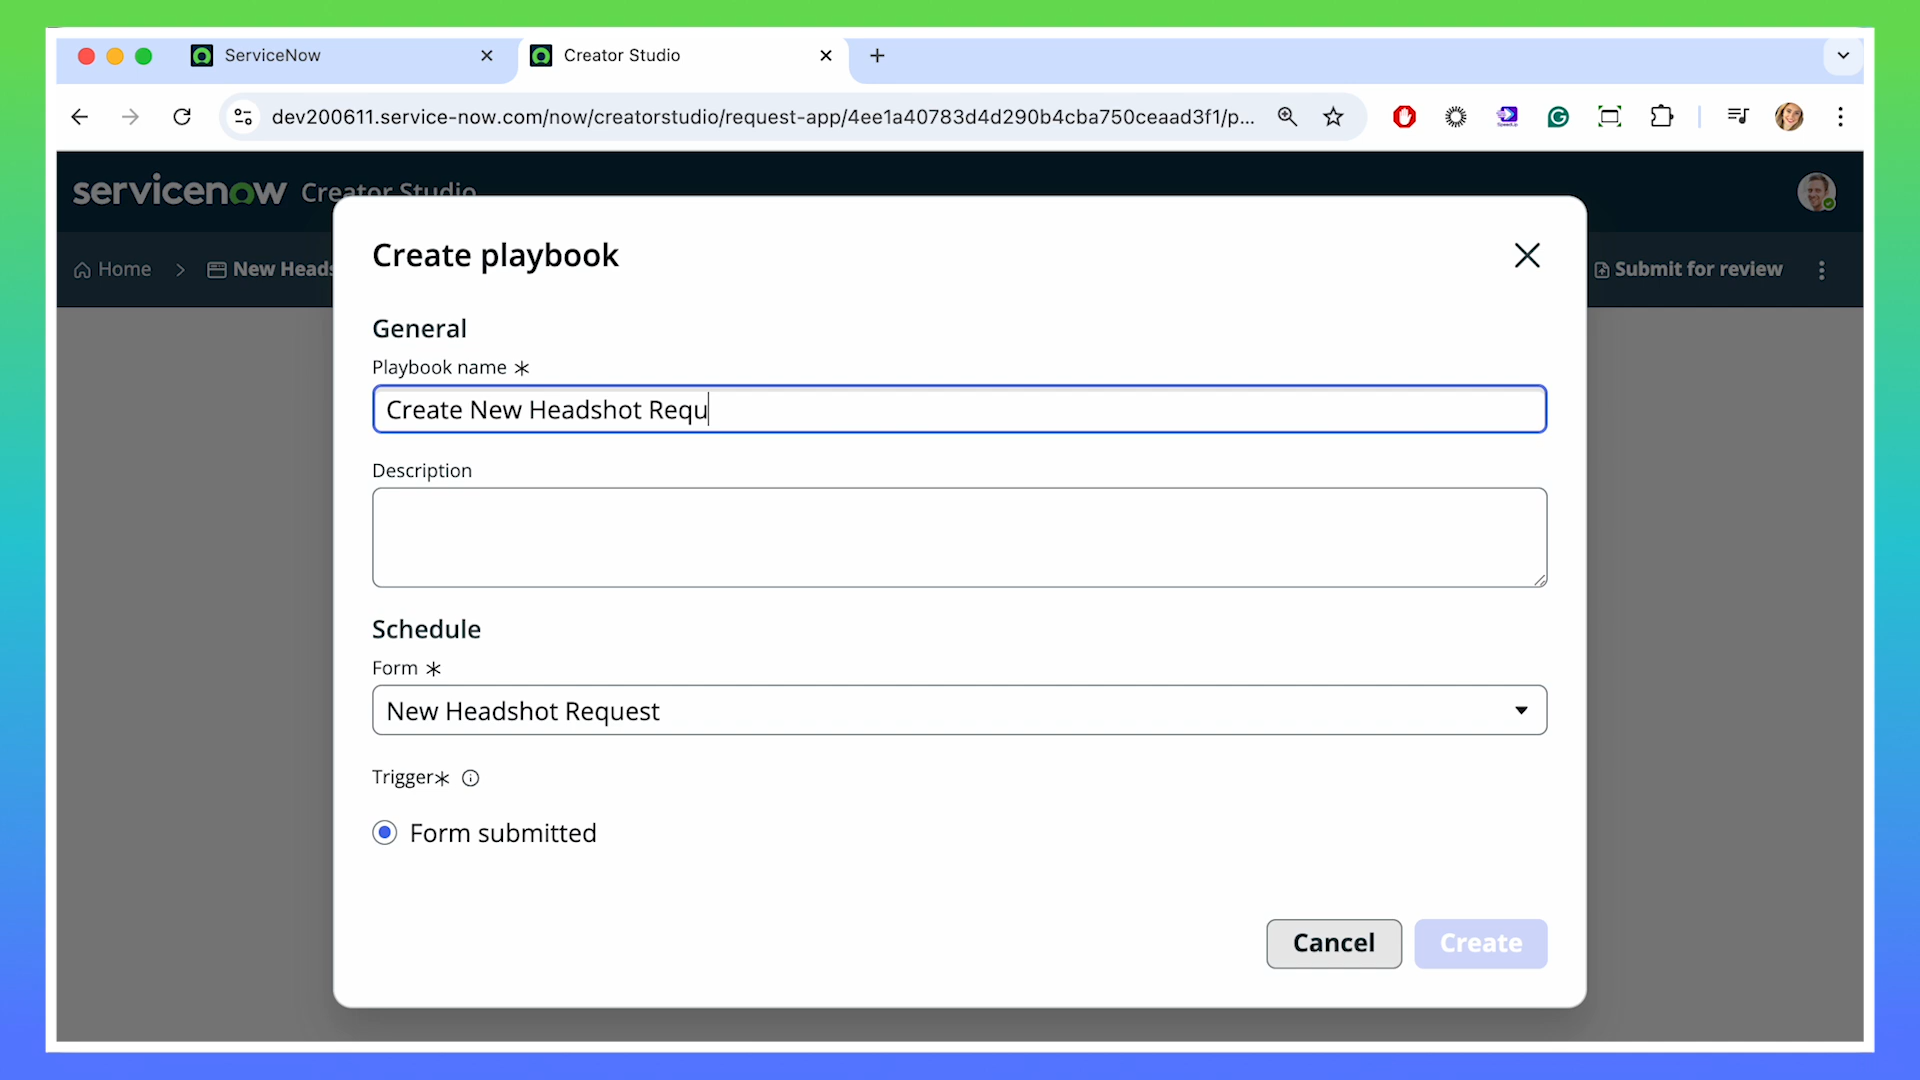 ServiceNow
Creator Studio
dev200611.service-now.com/now/creatorstudio/request-app/4ee1a40783d4d290b4cba750ceaad3f1/p...
servicenow Creator Studio
Home
New Heads
Submit for review
Create playbook
General
Playbook name *
Create New Headshot Requ
Description
Schedule
Form *
New Headshot Request
Trigger*
Form submitted
Cancel
Create